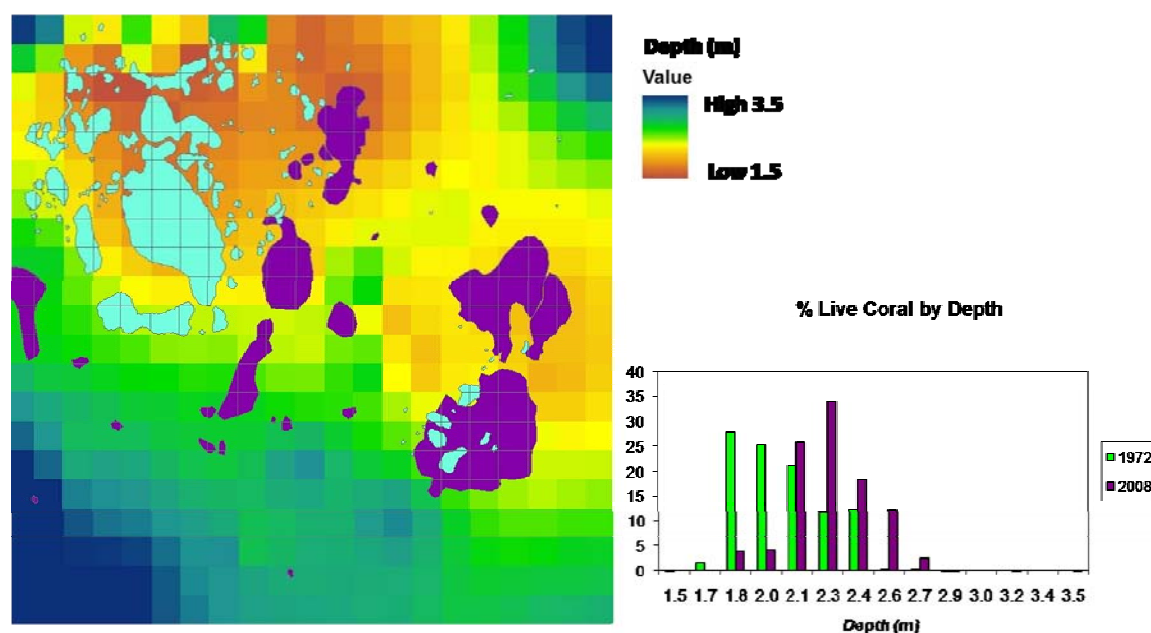 Depth (m)
Value
High 3.5
Low 1.5
% Live Coral by Depth
40
35
30
25
20
15
10
5
0
1.5 1.7 1.8 2.0 2.1 2.3 2.4 2.6 2.7 2.9 3.0 3.2 3.4 3.5
Depth (m)
1972
2008